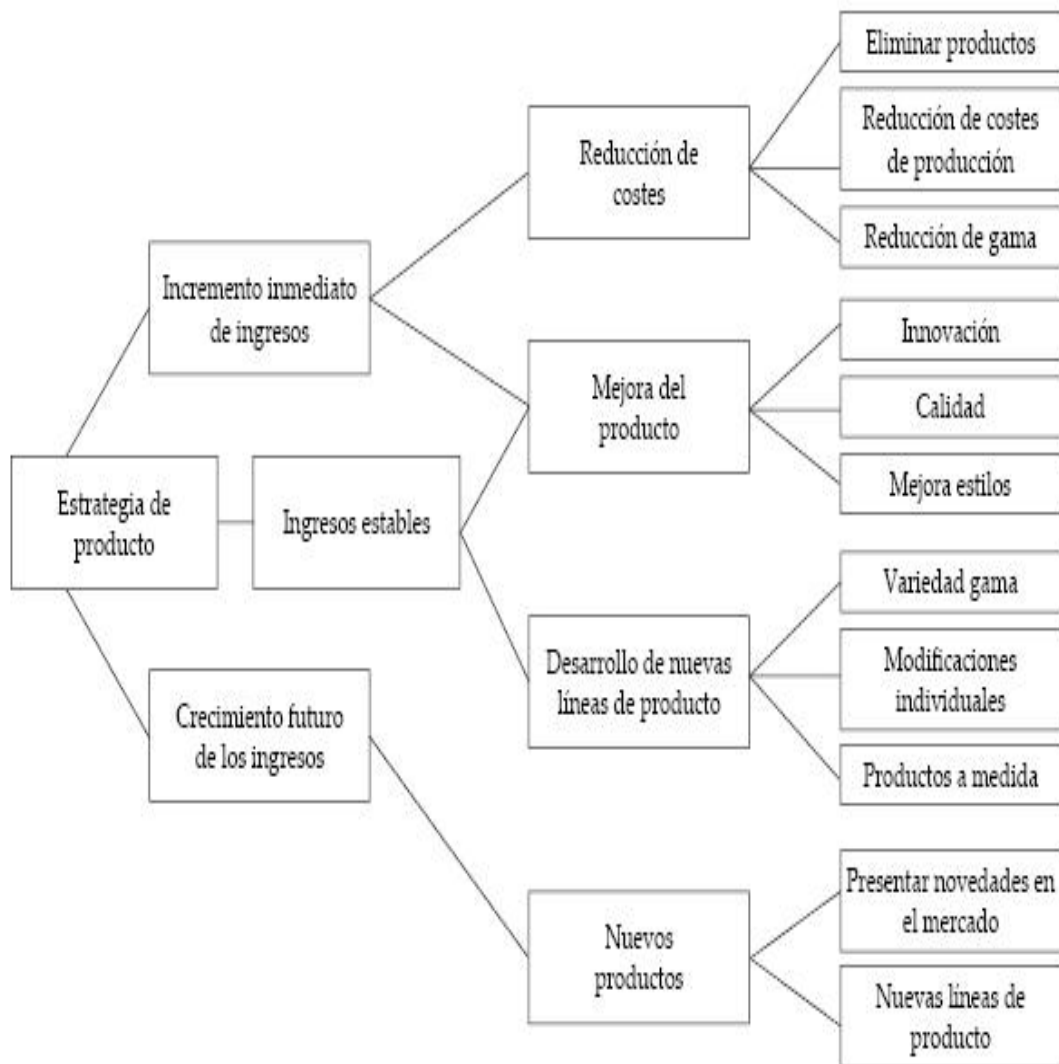 Eliminar productos
Reducción de
costes
Reducción de costes
de producción
Reducción de gama
Incremento inmediato
de ingresos
Innovación
Mejora del
producto
Calidad
Mejora estilos
Estrategia de
producto
Ingresos estables
Variedad gama
Desarrollo de nuevas
líneas de producto
Modificaciones
individuales
Productos a medida
Crecimiento futuro
de los ingresos
Presentar novedades en
el mercado
Nuevos
productos
Nuevas líneas de
producto